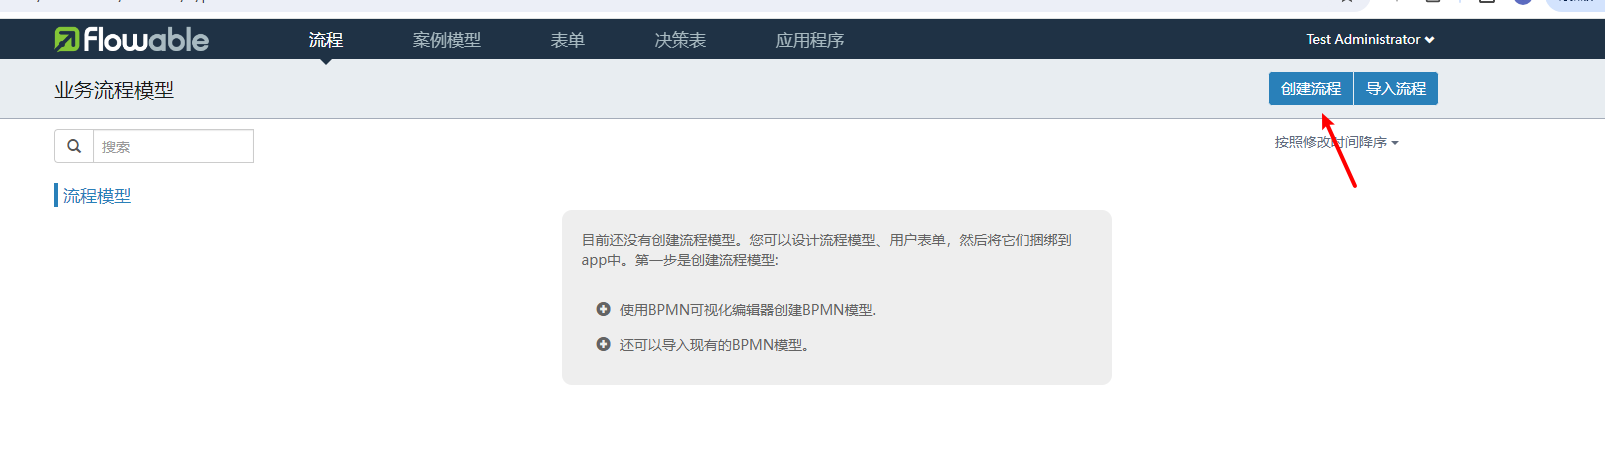 flowable 流程 案例模型 表单 决策表 应用程序 Test Administrator
业务流程模型 创建流程 导入流程
搜索 按照修改时间降序
流程模型
目前还没有创建流程模型。您可以设计流程模型、用户表单，然后将它们捆绑到
app中。第一步是创建流程模型:
使用BPMN可视化编辑器创建BPMN模型.
还可以导入现有的BPMN模型。